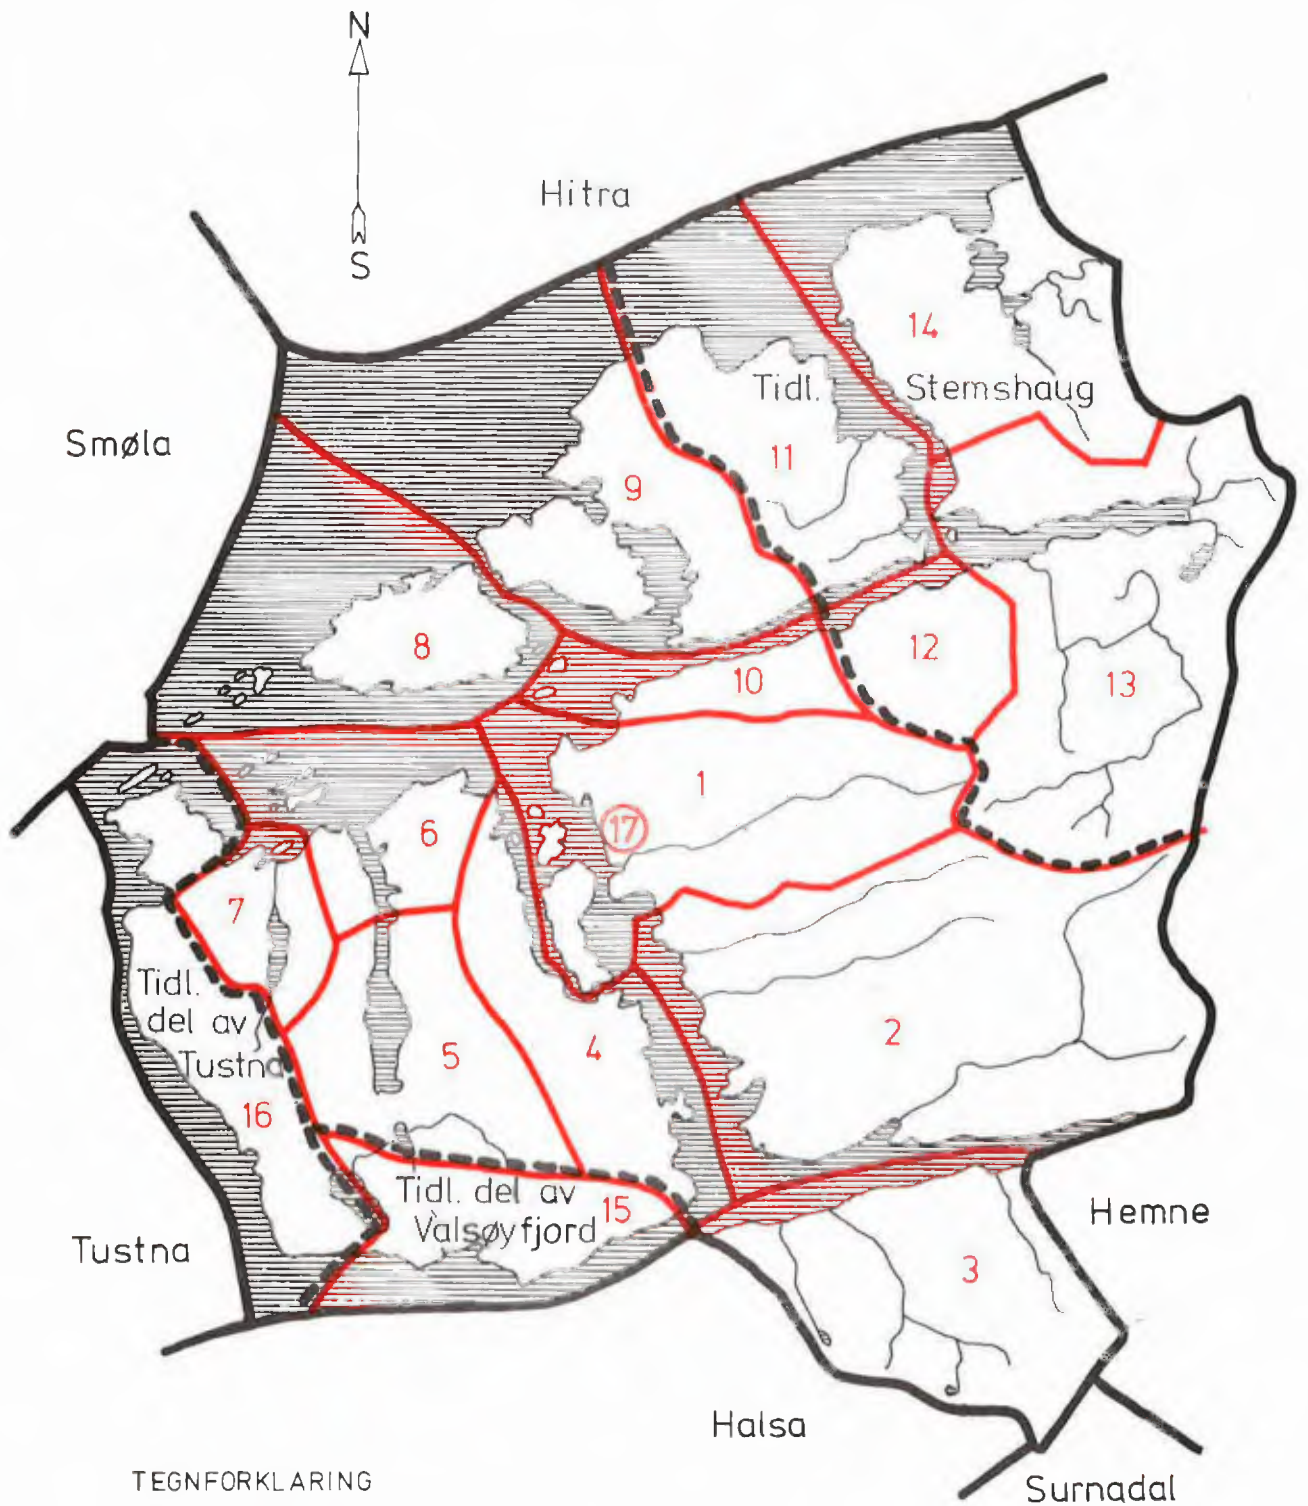 N
S
Hitra
14
Tidl. Stemshaug
Smøla
11
9
8
12
10
13
1
6
17
7
Tidl.
del av
Tustna
2
5
4
16
Tidl. del av
Valsøyfjord
15
Hemne
Tustna
3
Halsa
TEGNFORKLARING
Surnadal